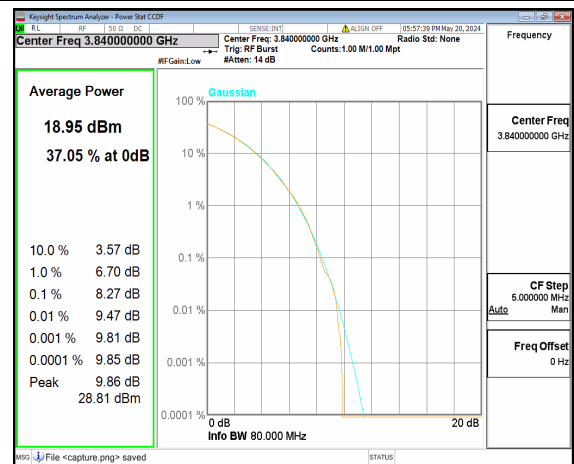 Keysight Spectrum Analyzer - Power Stat CCDF
RL RF 50 Ω DC SENSE:INT ALIGN OFF 05:57:39 PM May 20, 2024
Center Freq 3.840000000 GHz
Center Freq: 3.840000000 GHz Radio Std: None
Trig: RF Burst Counts:1.00 M/1.00 Mpt
#IFGain:Low #Atten: 14 dB
Frequency
Average Power
18.95 dBm
37.05 % at 0dB
10.0 % 3.57 dB
1.0 % 6.70 dB
0.1 % 8.27 dB
0.01 % 9.47 dB
0.001 % 9.81 dB
0.0001 % 9.85 dB
Peak 9.86 dB
28.81 dBm
Gaussian
100 %
10 %
1 %
0.1 %
0.01 %
0.001 %
0.0001 %
0 dB 20 dB
Info BW 80.000 MHz
Center Freq
3.840000000 GHz
CF Step
5.000000 MHz
Auto Man
Freq Offset
0 Hz
MSG File <capture.png> saved STATUS